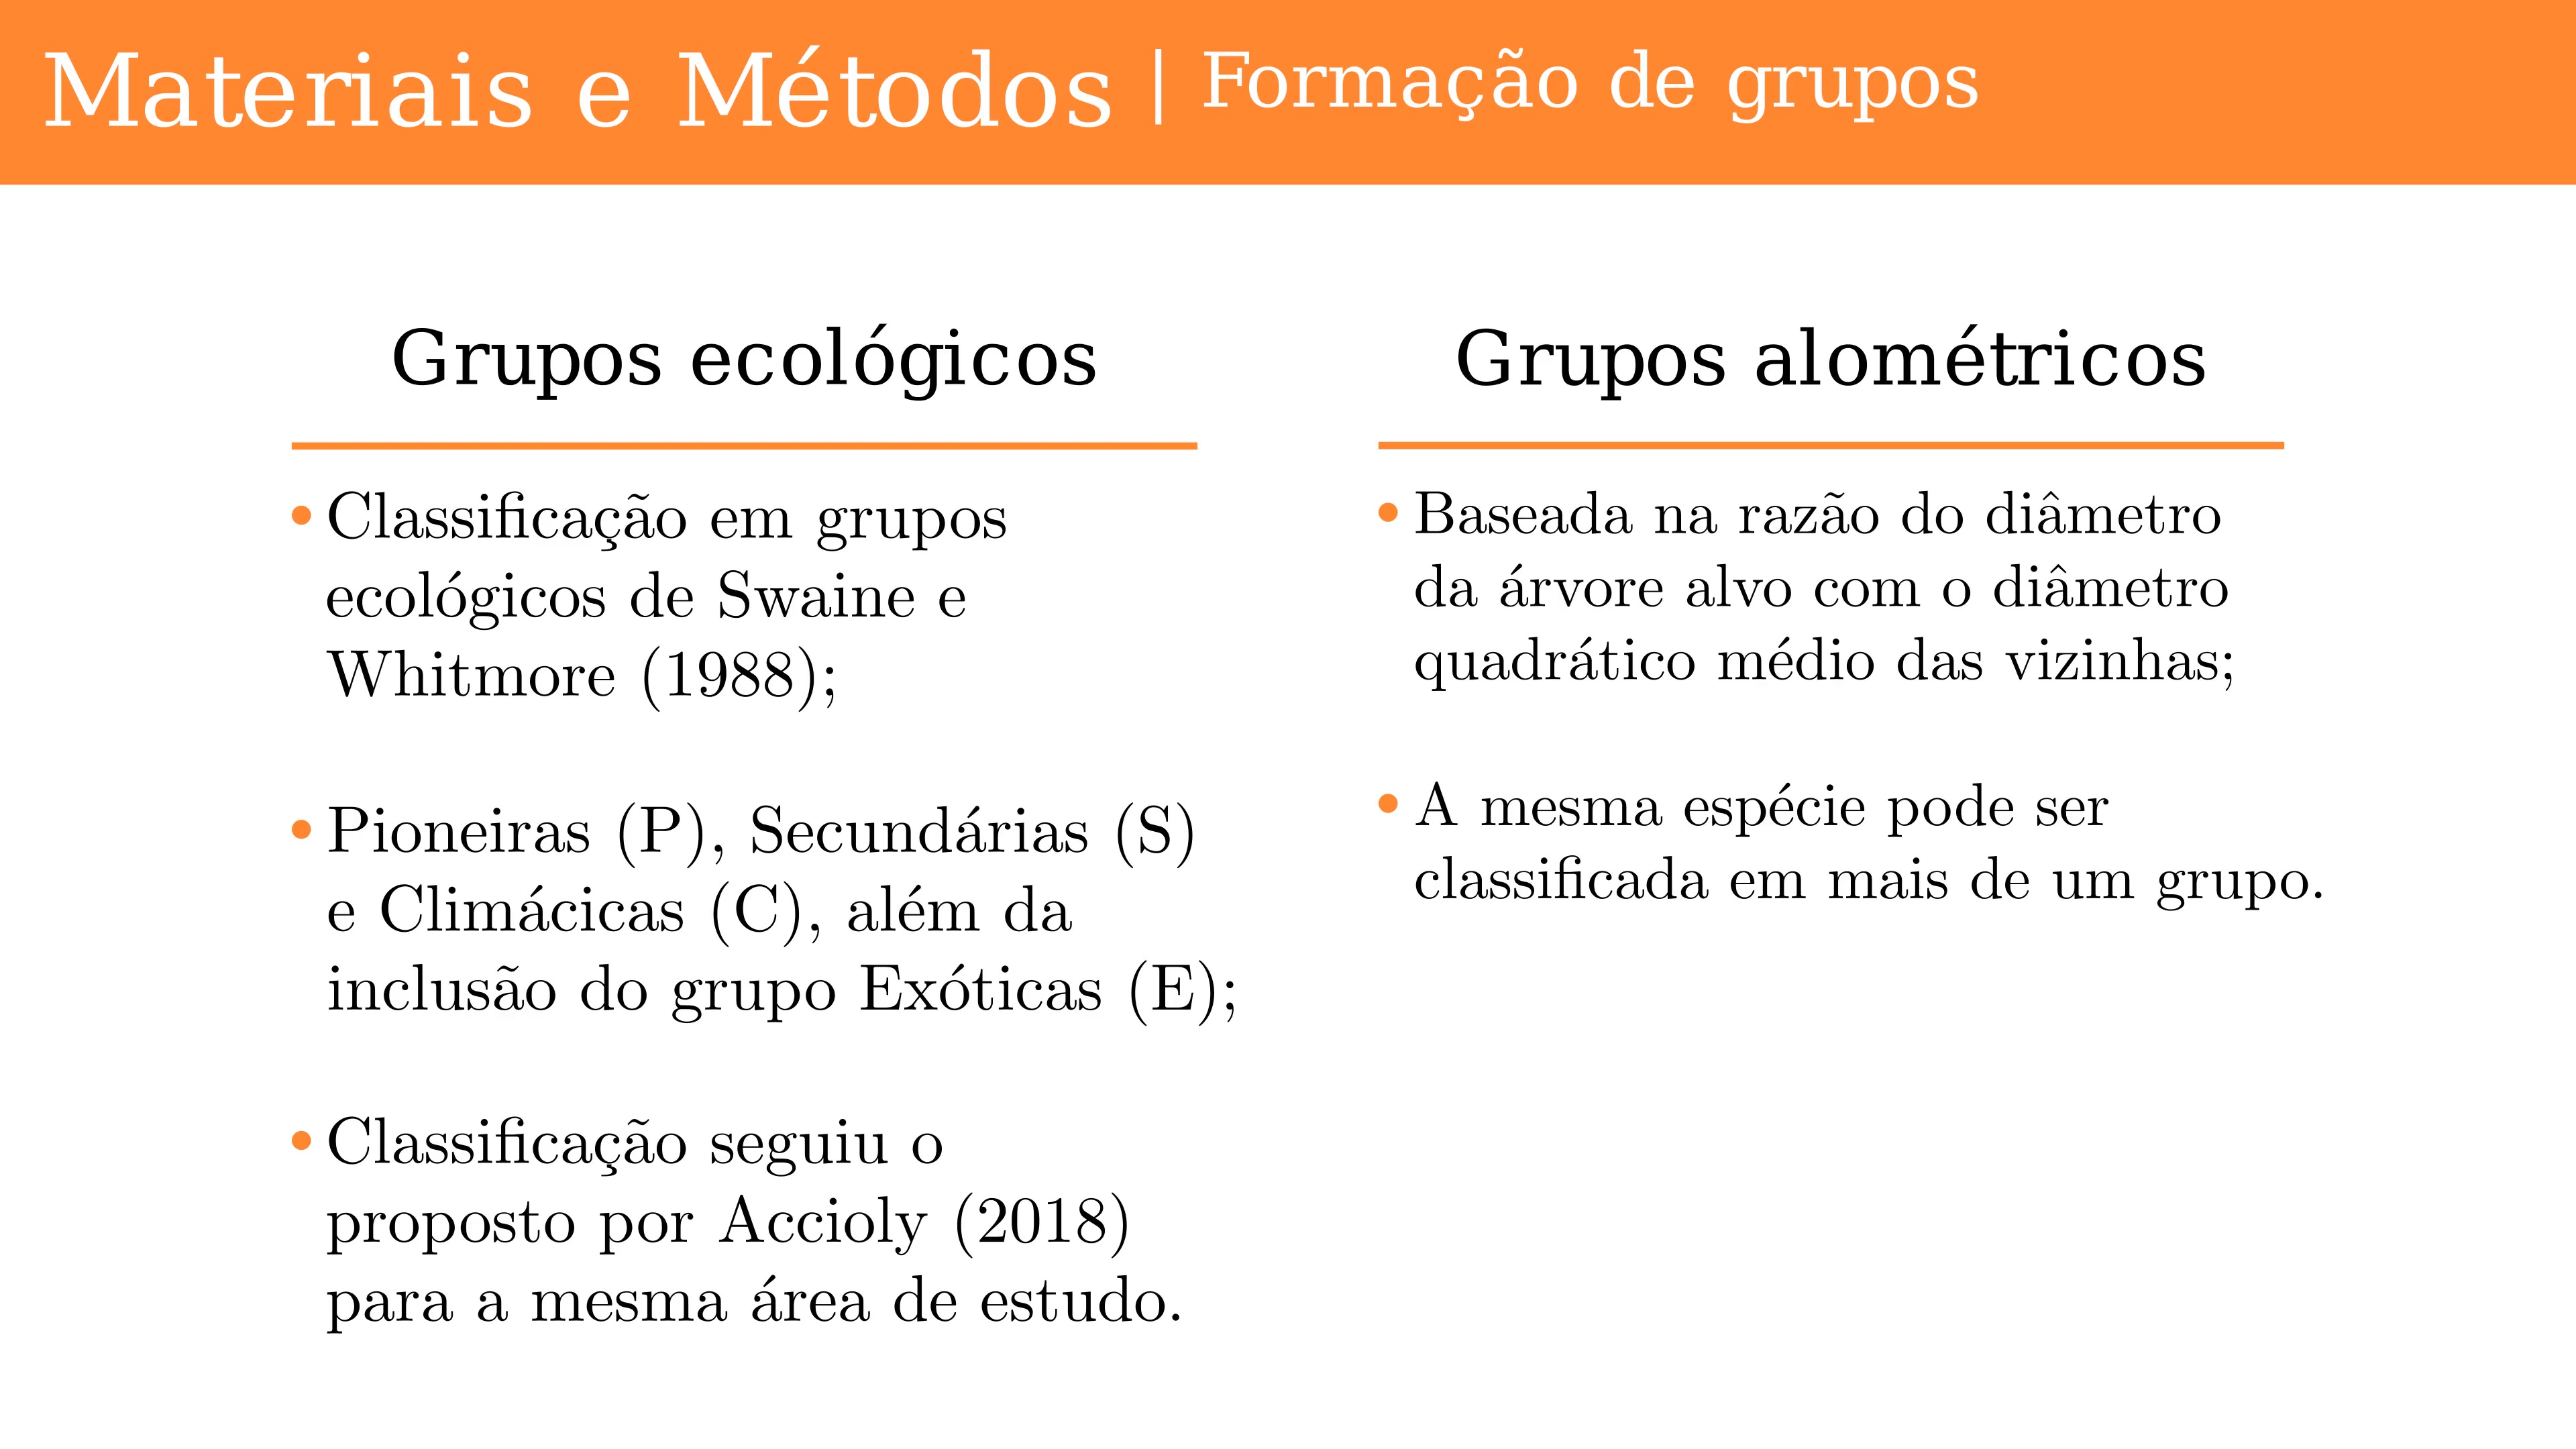 Materiais e Métodos | Formação de grupos
Grupos ecológicos
• Classificação em grupos
ecológicos de Swaine e
Whitmore (1988);
• Pioneiras (P), Secundárias (S)
e Climácicas (C), além da
inclusão do grupo Exóticas (E);
• Classificação seguiu o
proposto por Accioly (2018)
para a mesma área de estudo.
Grupos alométricos
• Baseada na razão do diâmetro
da árvore alvo com o diâmetro
quadrático médio das vizinhas;
• A mesma espécie pode ser
classificada em mais de um grupo.